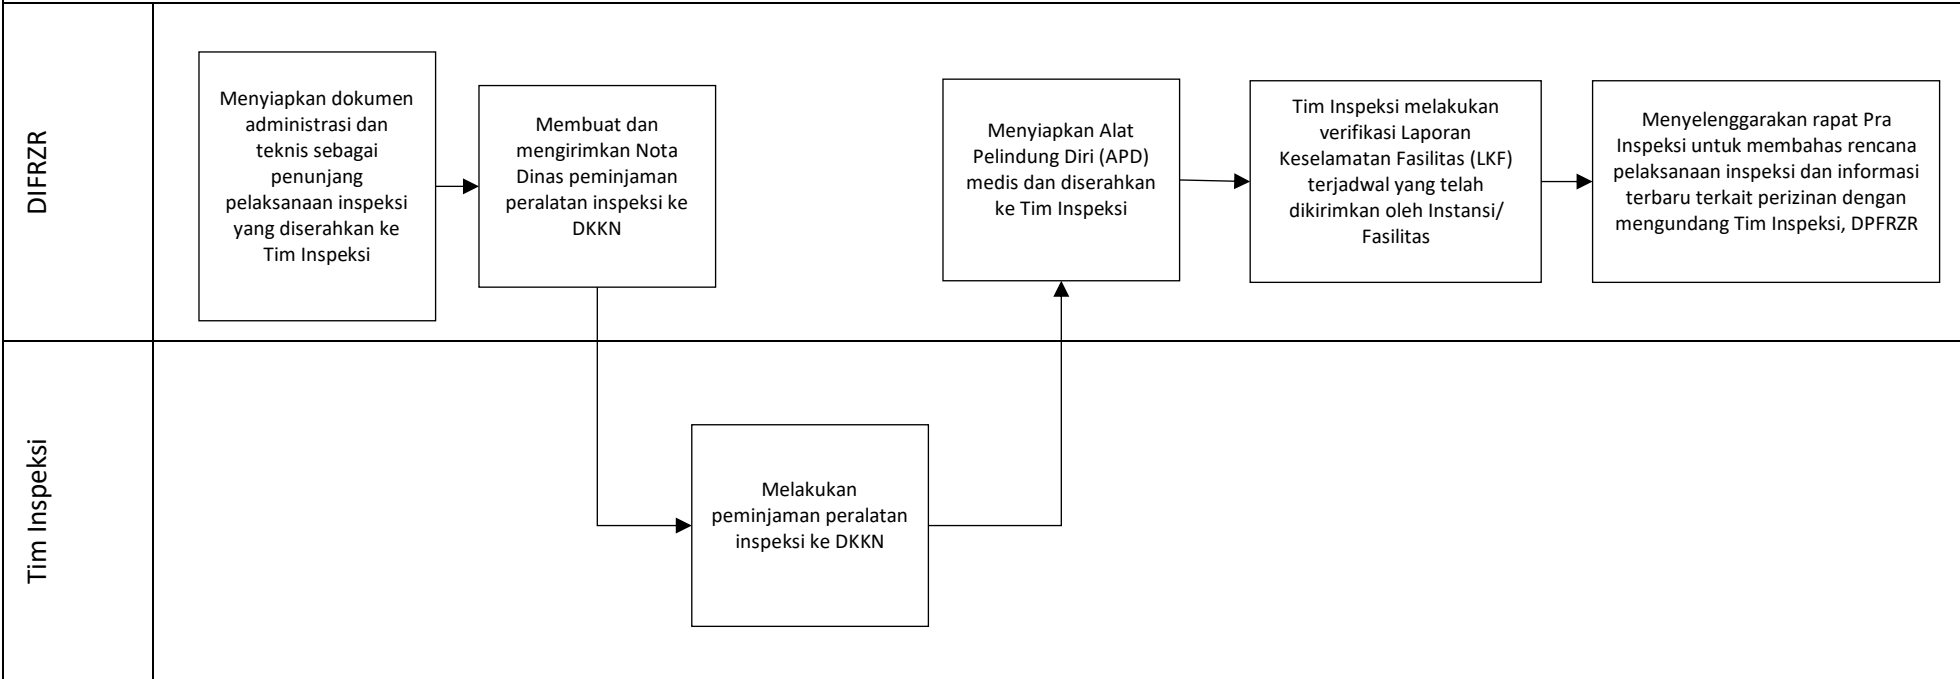 DIFRZR
Menyiapkan dokumen
administrasi dan
teknis sebagai
penunjang
pelaksanaan inspeksi
yang diserahkan ke
Tim Inspeksi
Membuat dan
mengirimkan Nota
Dinas peminjaman
peralatan inspeksi ke
DKKN
Menyiapkan Alat
Pelindung Diri (APD)
medis dan diserahkan
ke Tim Inspeksi
Tim Inspeksi melakukan
verifikasi Laporan
Keselamatan Fasilitas (LKF)
terjadwal yang telah
dikirimkan oleh Instansi/
Fasilitas
Menyelenggarakan rapat Pra
Inspeksi untuk membahas rencana
pelaksanaan inspeksi dan informasi
terbaru terkait perizinan dengan
mengundang Tim Inspeksi, DPFRZR
Tim Inspeksi
Melakukan
peminjaman peralatan
inspeksi ke DKKN